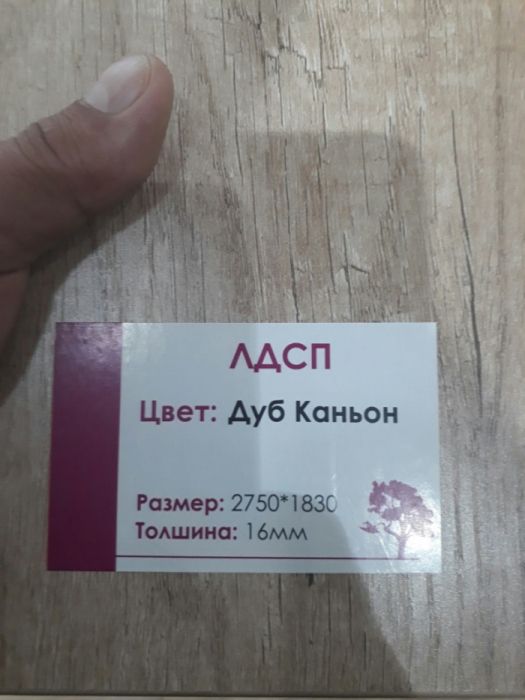 ЛДСП
Цвет: Дуб Каньон
Размер: 2750*1830
Толшина: 16мм